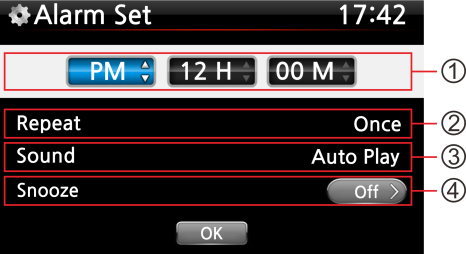 Alarm Set 17:42
PM 12 H 00 M ①
Repeat Once ②
Sound Auto Play ③
Snooze Off > ④
OK